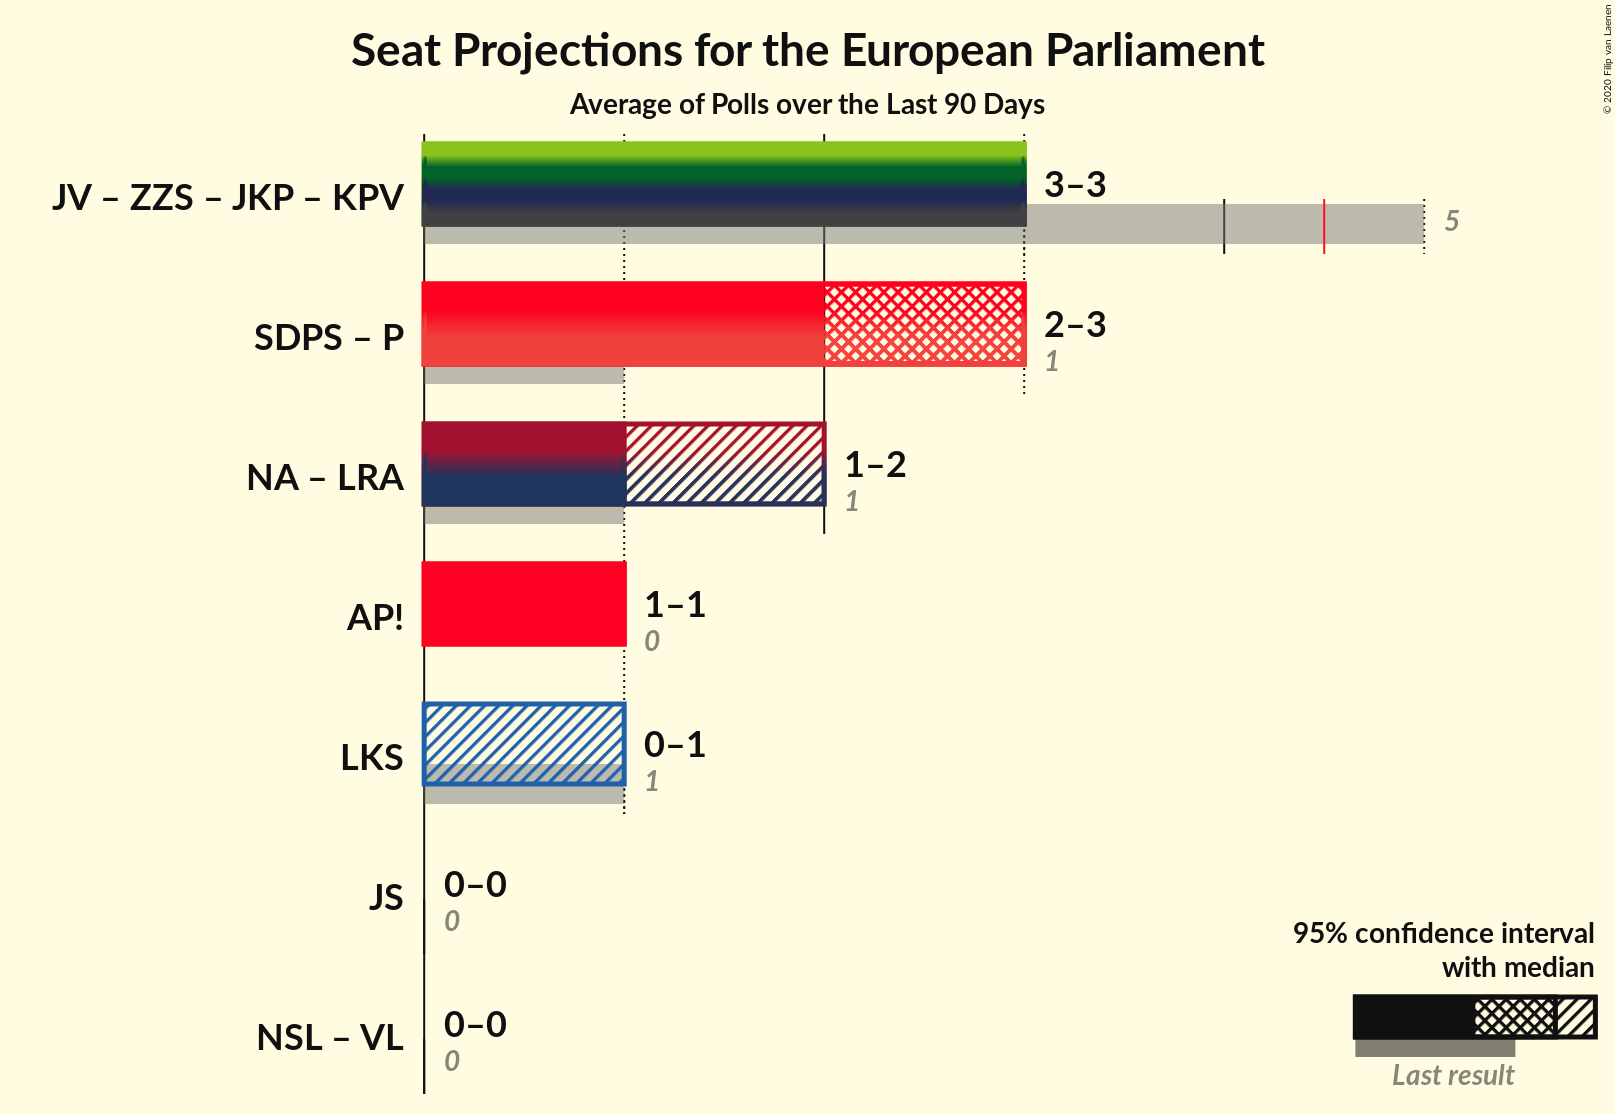 Seat Projections for the European Parliament
Average of Polls over the Last 90 Days
© 2020 Filip van Laenen
JV – ZZS – JKP – KPV
3–3
5
SDPS – P
2–3
1
NA – LRA
1–2
1
AP!
1–1
0
LKS
0–1
1
JS
0–0
0
NSL – VL
0–0
0
95% confidence interval
with median
Last result